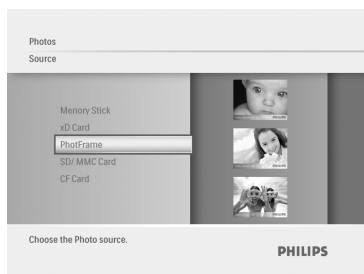 Photos
Source
Menory Stick
xD Card
PhotFrame
SD/ MMC Card
CF Card
Choose the Photo source.
PHILIPS